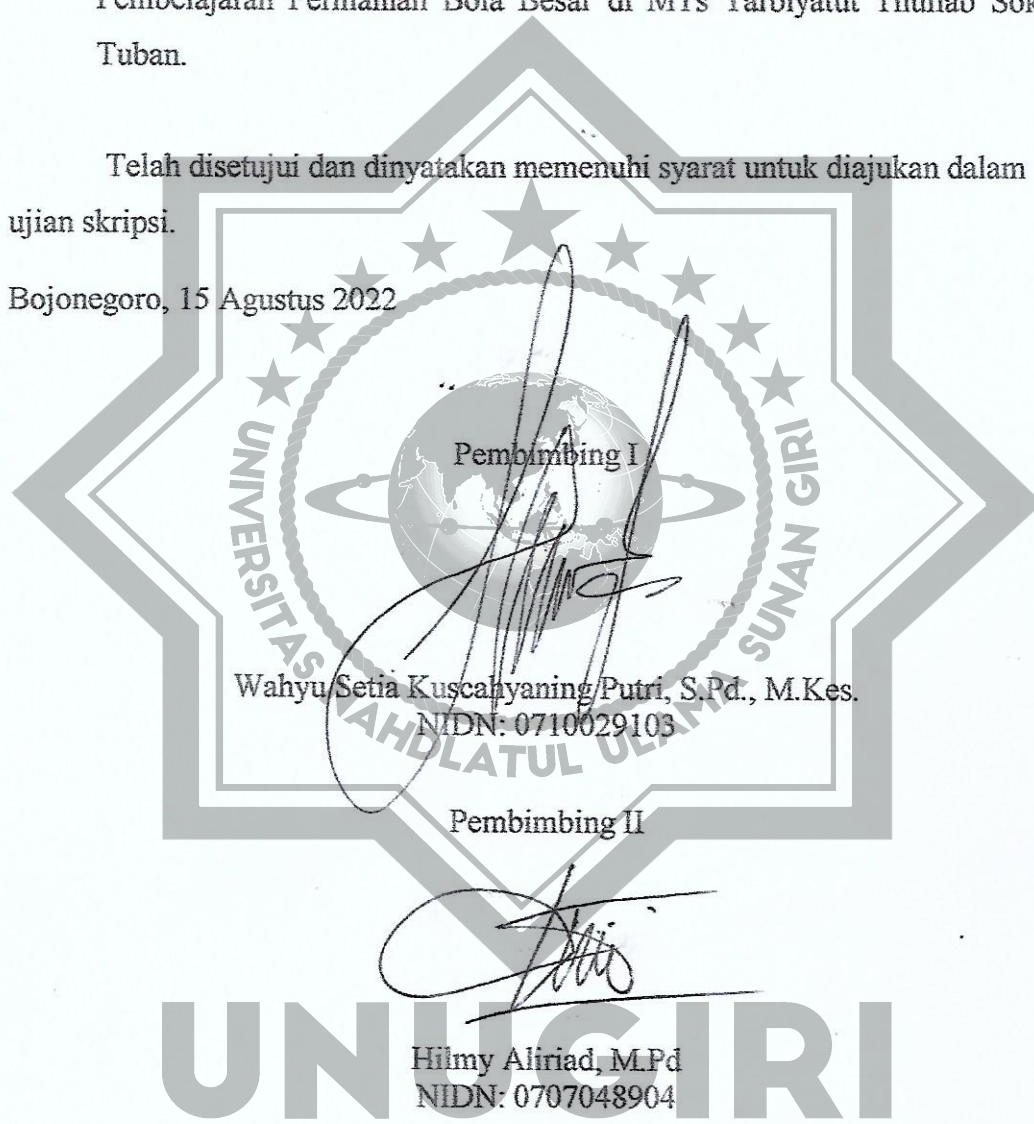 Pembelajaran Permainan Bola Besar di MTs Tarbiyatut Thullab
Tuban.
Telah disetujui dan dinyatakan memenuhi syarat untuk diajukan dalam
ujian skripsi.
Bojonegoro, 15 Agustus 2022
Pembimbing I
Wahyu Setia Kuscahyaning Putri, S.Pd., M.Kes.
NIDN: 0710029103
Pembimbing II
Hilmy Aliriad, M.Pd
NIDN: 0707048904
UNIVERSITAS NAHDLATUL ULAMA SUNAN GIRI
UNUGIRI